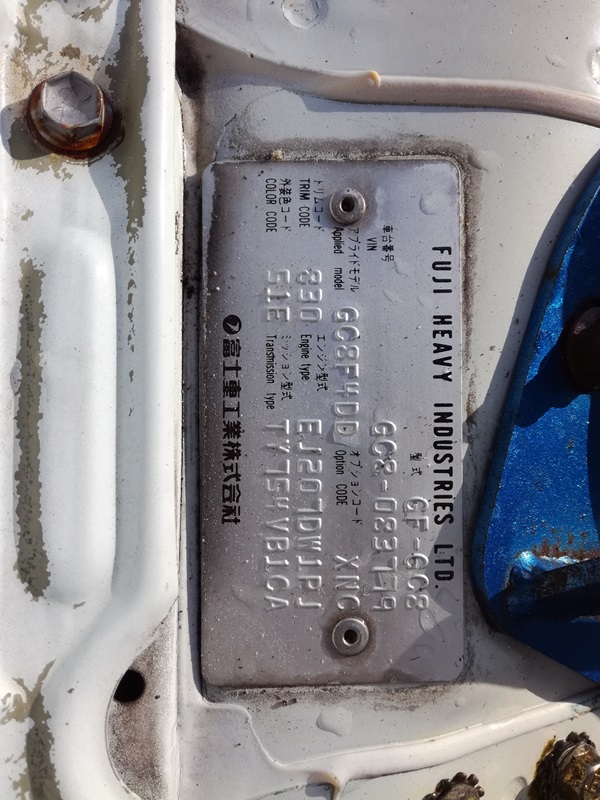 FUJI HEAVY INDUSTRIES LTD.
型式 GF-GC8
車台番号 VIN GC8-083779
アプライドモデル Applied model GC8F4DD オプションコード Option CODE XNC
トリムコード TRIM CODE 830 エンジン型式 Engine type EJ207DW1PJ
外装色コード COLOR CODE 51E ミッション型式 Transmission type TY754VB1CA
富士重工業株式会社